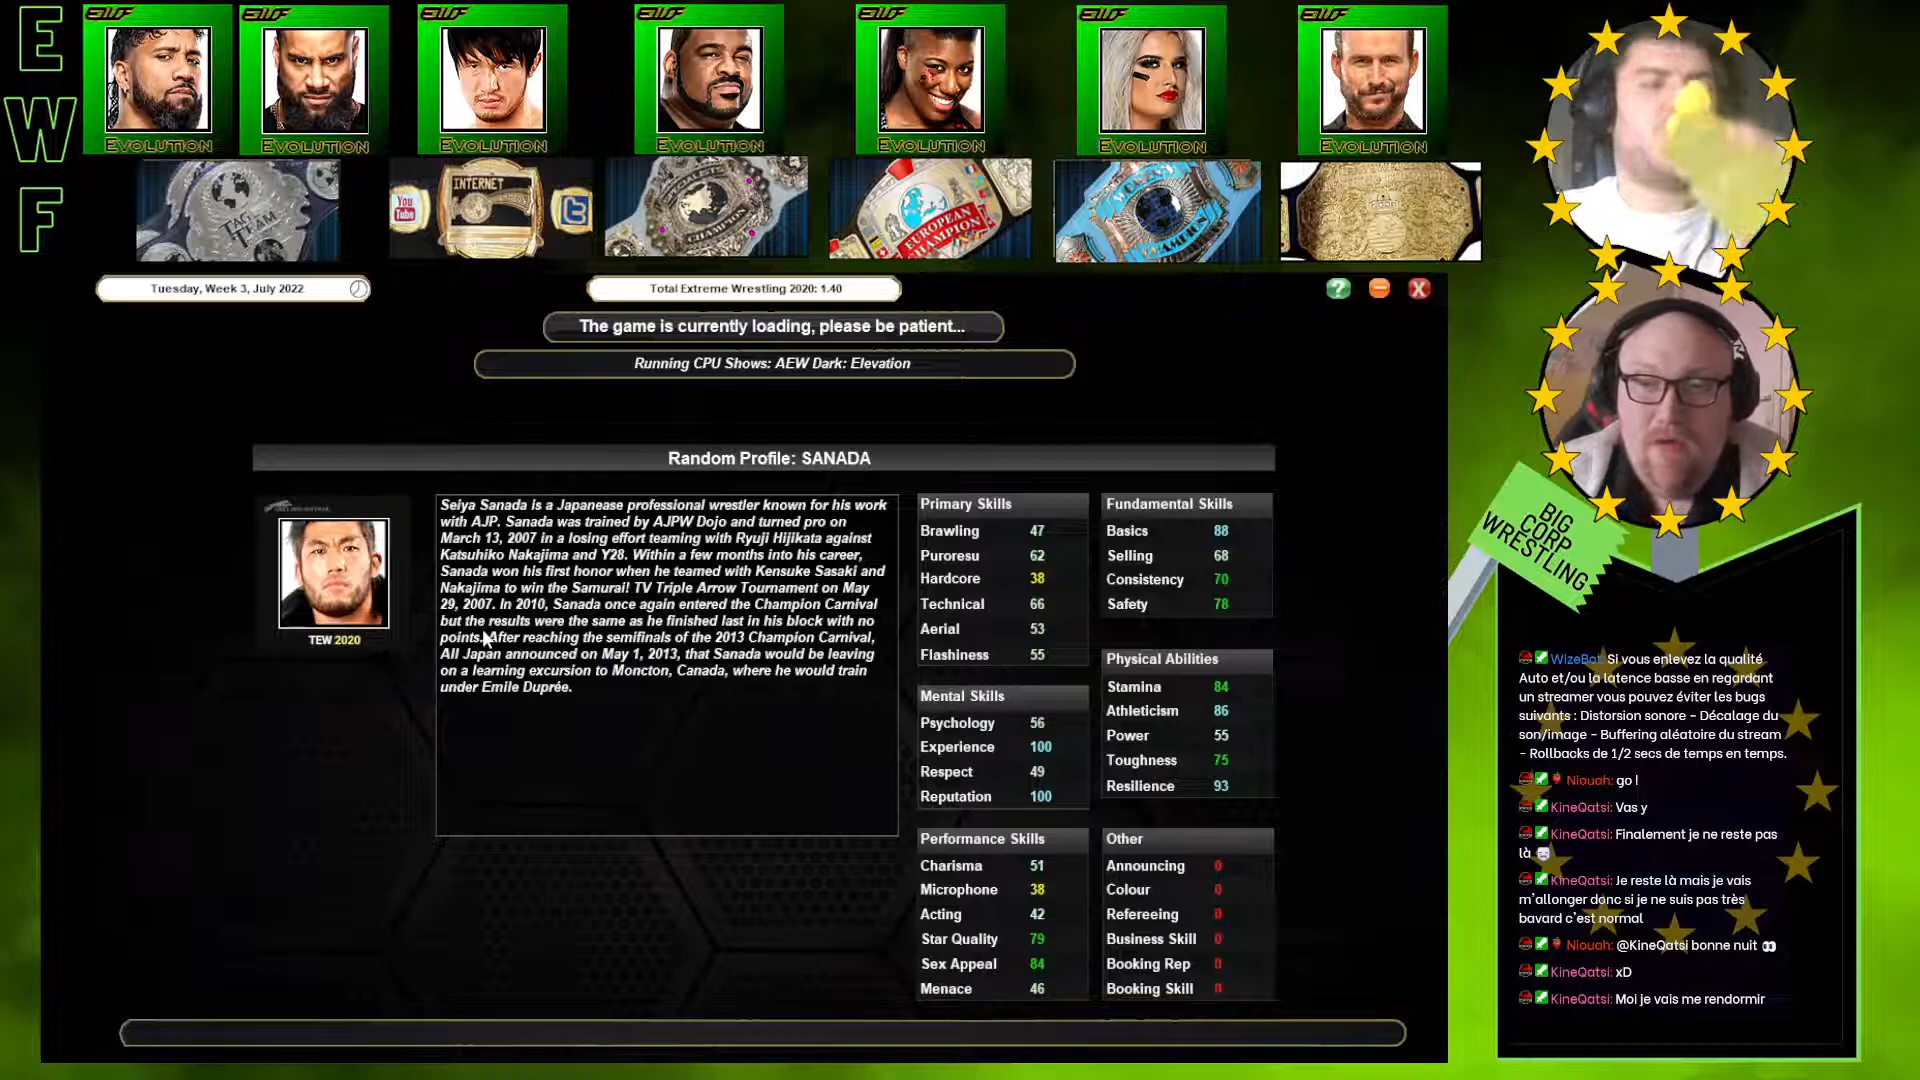 E
W
F
EWF
EWF
EWF
EWF
EWF
EWF
EWF
EVOLUTION
EVOLUTION
EVOLUTION
EVOLUTION
EVOLUTION
EVOLUTION
EVOLUTION
TAG TEAM
You Tube
INTERNET
CHAMPION
EUROPEAN CHAMPION
Tuesday, Week 3, July 2022
Total Extreme Wrestling 2020: 1.40
?
X
The game is currently loading, please be patient...
Running CPU Shows: AEW Dark: Elevation
Random Profile: SANADA
TEW 2020
Seiya Sanada is a Japanease professional wrestler known for his work
with AJP. Sanada was trained by AJPW Dojo and turned pro on
March 13, 2007 in a losing effort teaming with Ryuji Hijikata against
Katsuhiko Nakajima and Y28. Within a few months into his career,
Sanada won his first honor when he teamed with Kensuke Sasaki and
Nakajima to win the Samurai! TV Triple Arrow Tournament on May
29, 2007. In 2010, Sanada once again entered the Champion Carnival
but the results were the same as he finished last in his block with no
points. After reaching the semifinals of the 2013 Champion Carnival,
All Japan announced on May 1, 2013, that Sanada would be leaving
on a learning excursion to Moncton, Canada, where he would train
under Emile Duprée.
Primary Skills
Brawling 47
Puroresu 62
Hardcore 38
Technical 66
Aerial 53
Flashiness 55
Mental Skills
Psychology 56
Experience 100
Respect 49
Reputation 100
Performance Skills
Charisma 51
Microphone 38
Acting 42
Star Quality 79
Sex Appeal 84
Menace 46
Fundamental Skills
Basics 88
Selling 68
Consistency 70
Safety 78
Physical Abilities
Stamina 84
Athleticism 86
Power 55
Toughness 75
Resilience 93
Other
Announcing 0
Colour 0
Refereeing 0
Business Skill 0
Booking Rep 0
Booking Skill 0
BIG
CORP
WRESTLING
WizeBot: Si vous enlevez la qualité
Auto et/ou la latence basse en regardant
un streamer vous pouvez éviter les bugs
suivants : Distorsion sonore - Décalage du
son/image - Buffering aléatoire du stream
- Rollbacks de 1/2 secs de temps en temps.
Niouah: go !
KineQatsi: Vas y
KineQatsi: Finalement je ne reste pas
là
KineQatsi: Je reste là mais je vais
m'allonger donc si je ne suis pas très
bavard c'est normal
Niouah: @KineQatsi bonne nuit
KineQatsi: xD
KineQatsi: Moi je vais me rendormir